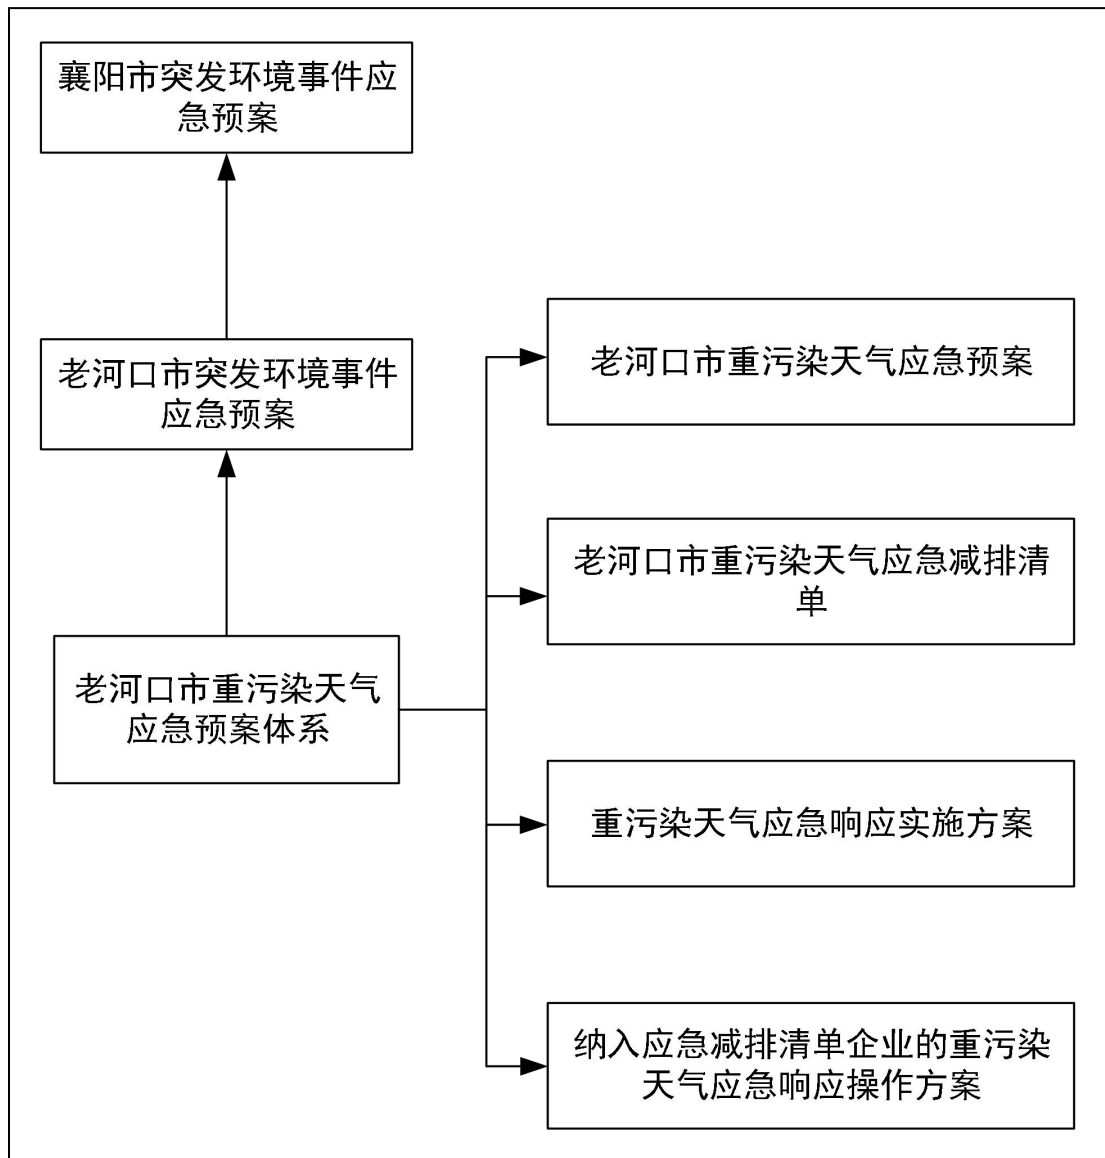 襄阳市突发环境事件应
急预案
老河口市突发环境事件
应急预案
老河口市重污染天气
应急预案体系
老河口市重污染天气应急预案
老河口市重污染天气应急减排清
单
重污染天气应急响应实施方案
纳入应急减排清单企业的重污染
天气应急响应操作方案